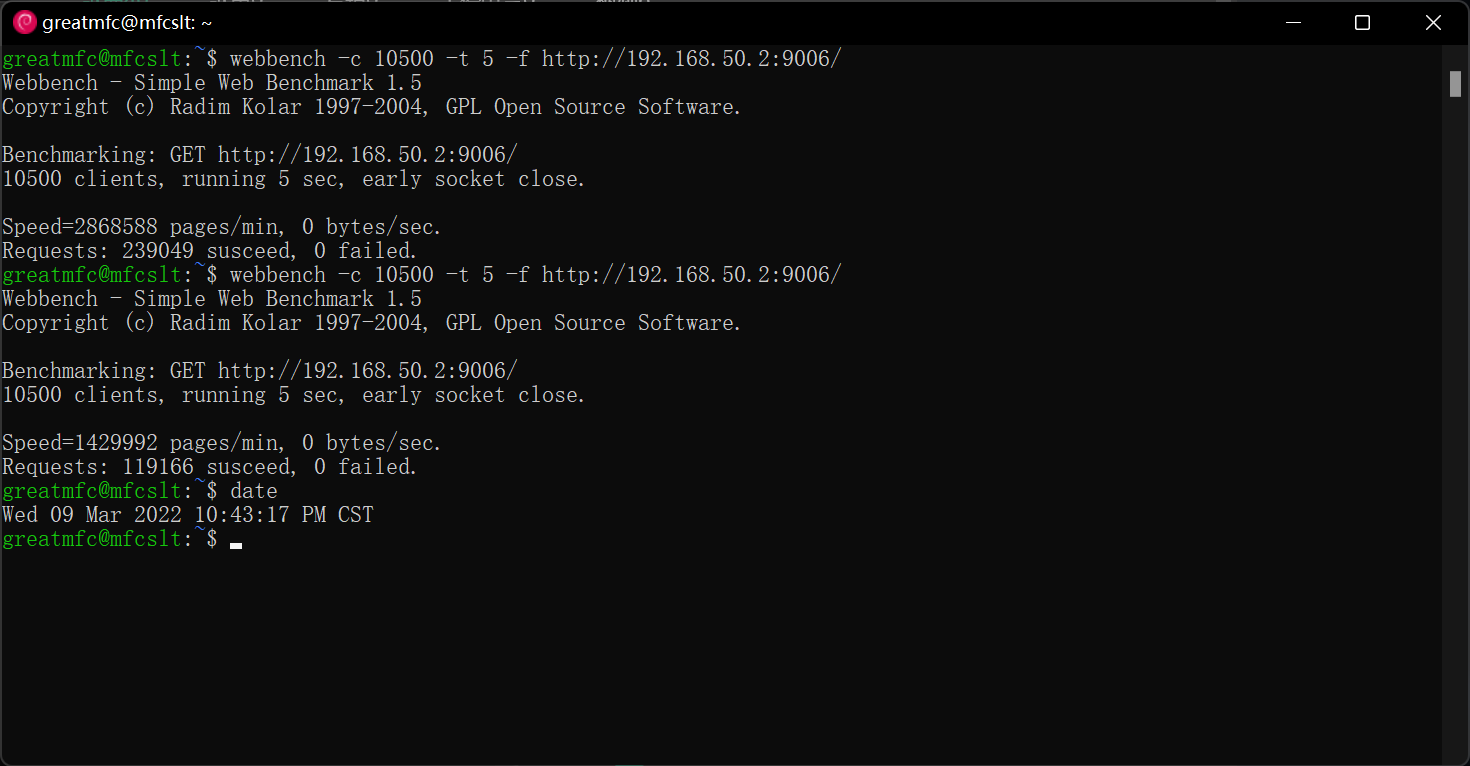 greatmfc@mfcslt: ~
greatmfc@mfcslt:~$ webbench -c 10500 -t 5 -f http://192.168.50.2:9006/
Webbench - Simple Web Benchmark 1.5
Copyright (c) Radim Kolar 1997-2004, GPL Open Source Software.
Benchmarking: GET http://192.168.50.2:9006/
10500 clients, running 5 sec, early socket close.
Speed=2868588 pages/min, 0 bytes/sec.
Requests: 239049 susceed, 0 failed.
greatmfc@mfcslt:~$ webbench -c 10500 -t 5 -f http://192.168.50.2:9006/
Webbench - Simple Web Benchmark 1.5
Copyright (c) Radim Kolar 1997-2004, GPL Open Source Software.
Benchmarking: GET http://192.168.50.2:9006/
10500 clients, running 5 sec, early socket close.
Speed=1429992 pages/min, 0 bytes/sec.
Requests: 119166 susceed, 0 failed.
greatmfc@mfcslt:~$ date
Wed 09 Mar 2022 10:43:17 PM CST
greatmfc@mfcslt:~$